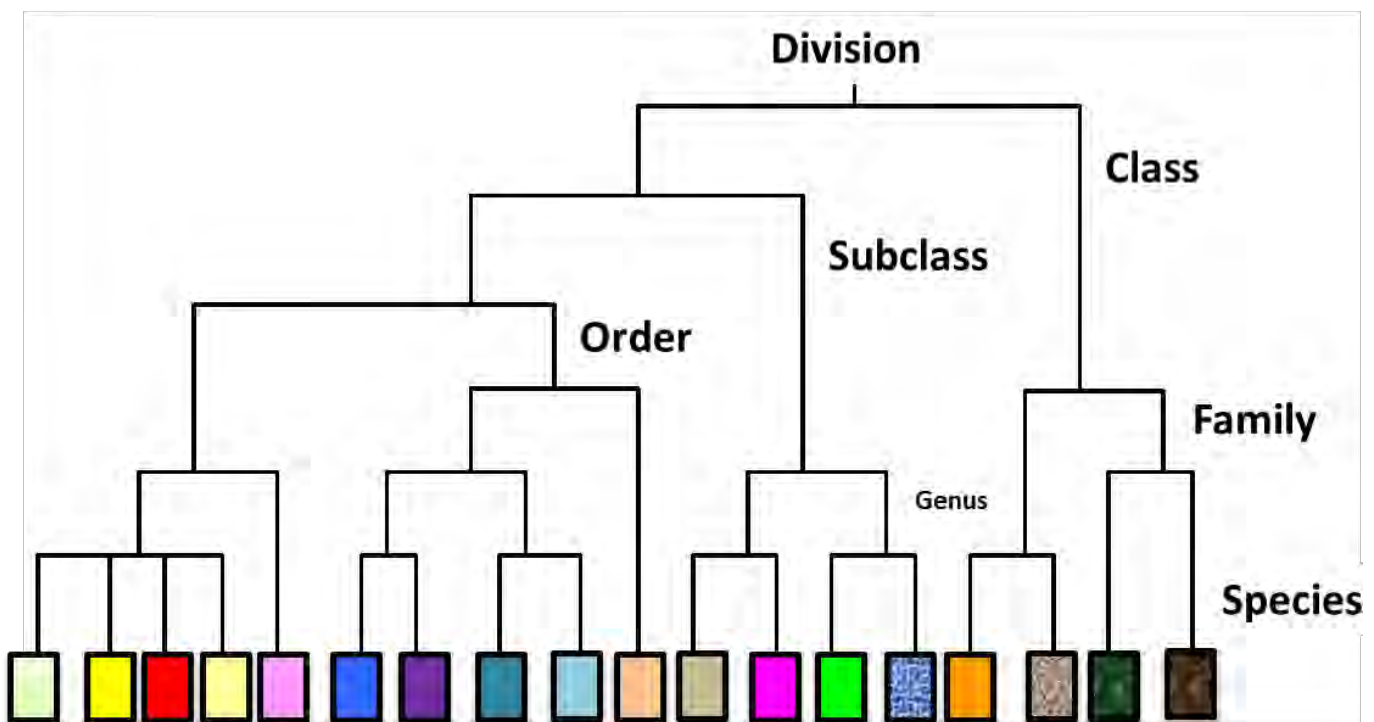 Division
Class
Subclass
Order
Family
Genus
Species